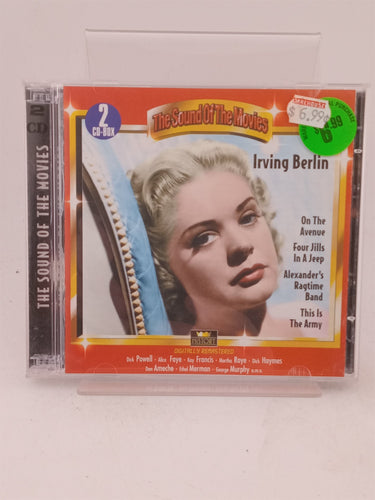 2
CD
THE SOUND OF THE MOVIES
2
CD-BOX
The Sound Of The Movies
$6.99
Irving Berlin
On The
Avenue
Four Jills
In A Jeep
Alexander's
Ragtime
Band
This Is
The Army
HISTORY
DIGITALLY REMASTERED
Dick Powell · Alice Faye · Kay Francis · Martha Raye · Dick Haymes
Don Ameche · Ethel Merman · George Murphy u.v.a.